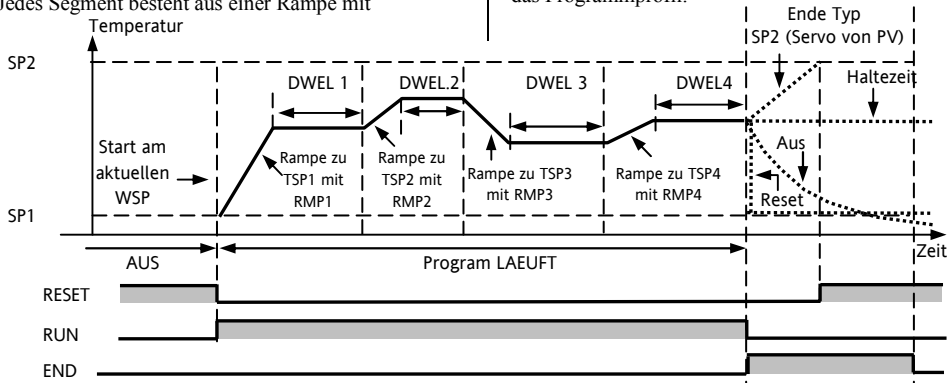 Jedes Segment besteht aus einer Rampe mit
das Programmprofil.
Temperatur
Ende Typ
SP2 (Servo von PV)
SP2
DWEL 1
DWEL.2
DWEL 3
DWEL4
Haltezeit
Start am
aktuellen
WSP
Rampe zu
TSP1 mit
RMP1
Rampe zu
TSP2 mit
RMP2
Rampe zu TSP3
mit RMP3
Rampe zu TSP4
mit RMP4
Aus
Reset
SP1
Zeit
AUS
Program LAEUFT
RESET
RUN
END